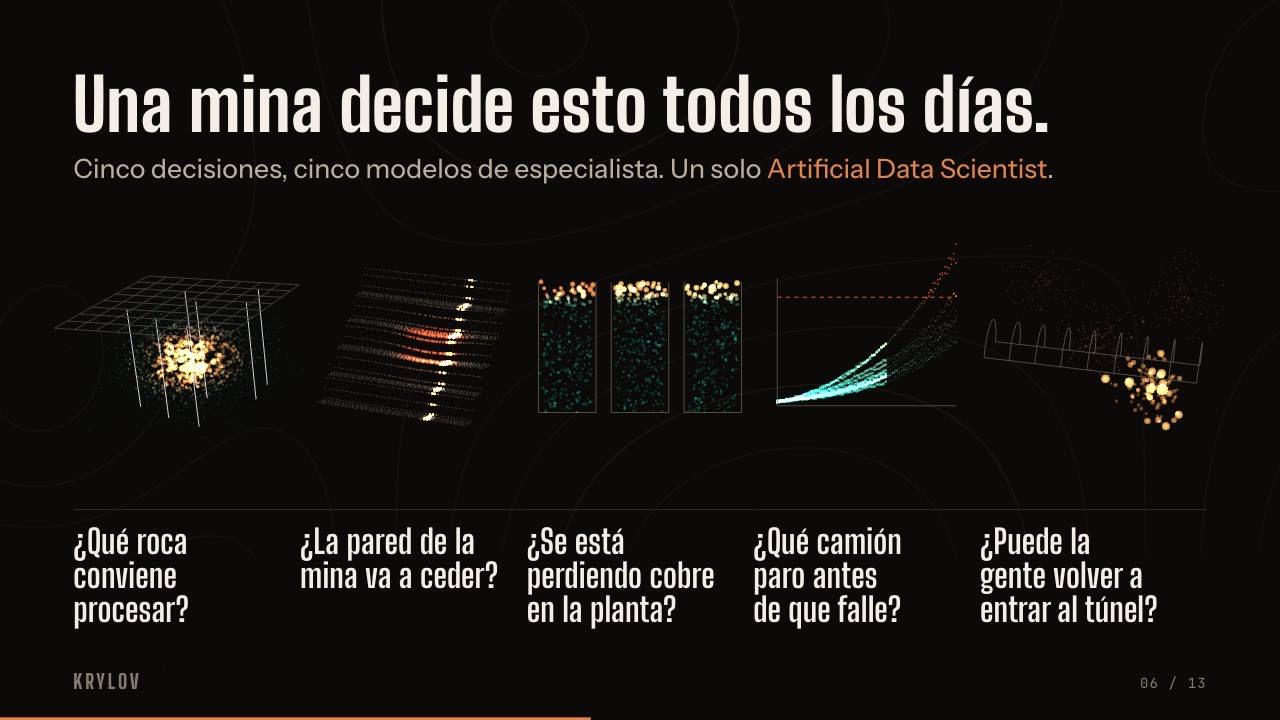 Una mina decide esto todos los días.
Cinco decisiones, cinco modelos de especialista. Un solo Artificial Data Scientist.
¿Qué roca
conviene
procesar?
¿La pared de la
mina va a ceder?
¿Se está
perdiendo cobre
en la planta?
¿Qué camión
paro antes
de que falle?
¿Puede la
gente volver a
entrar al túnel?
KRYLOV
06 / 13